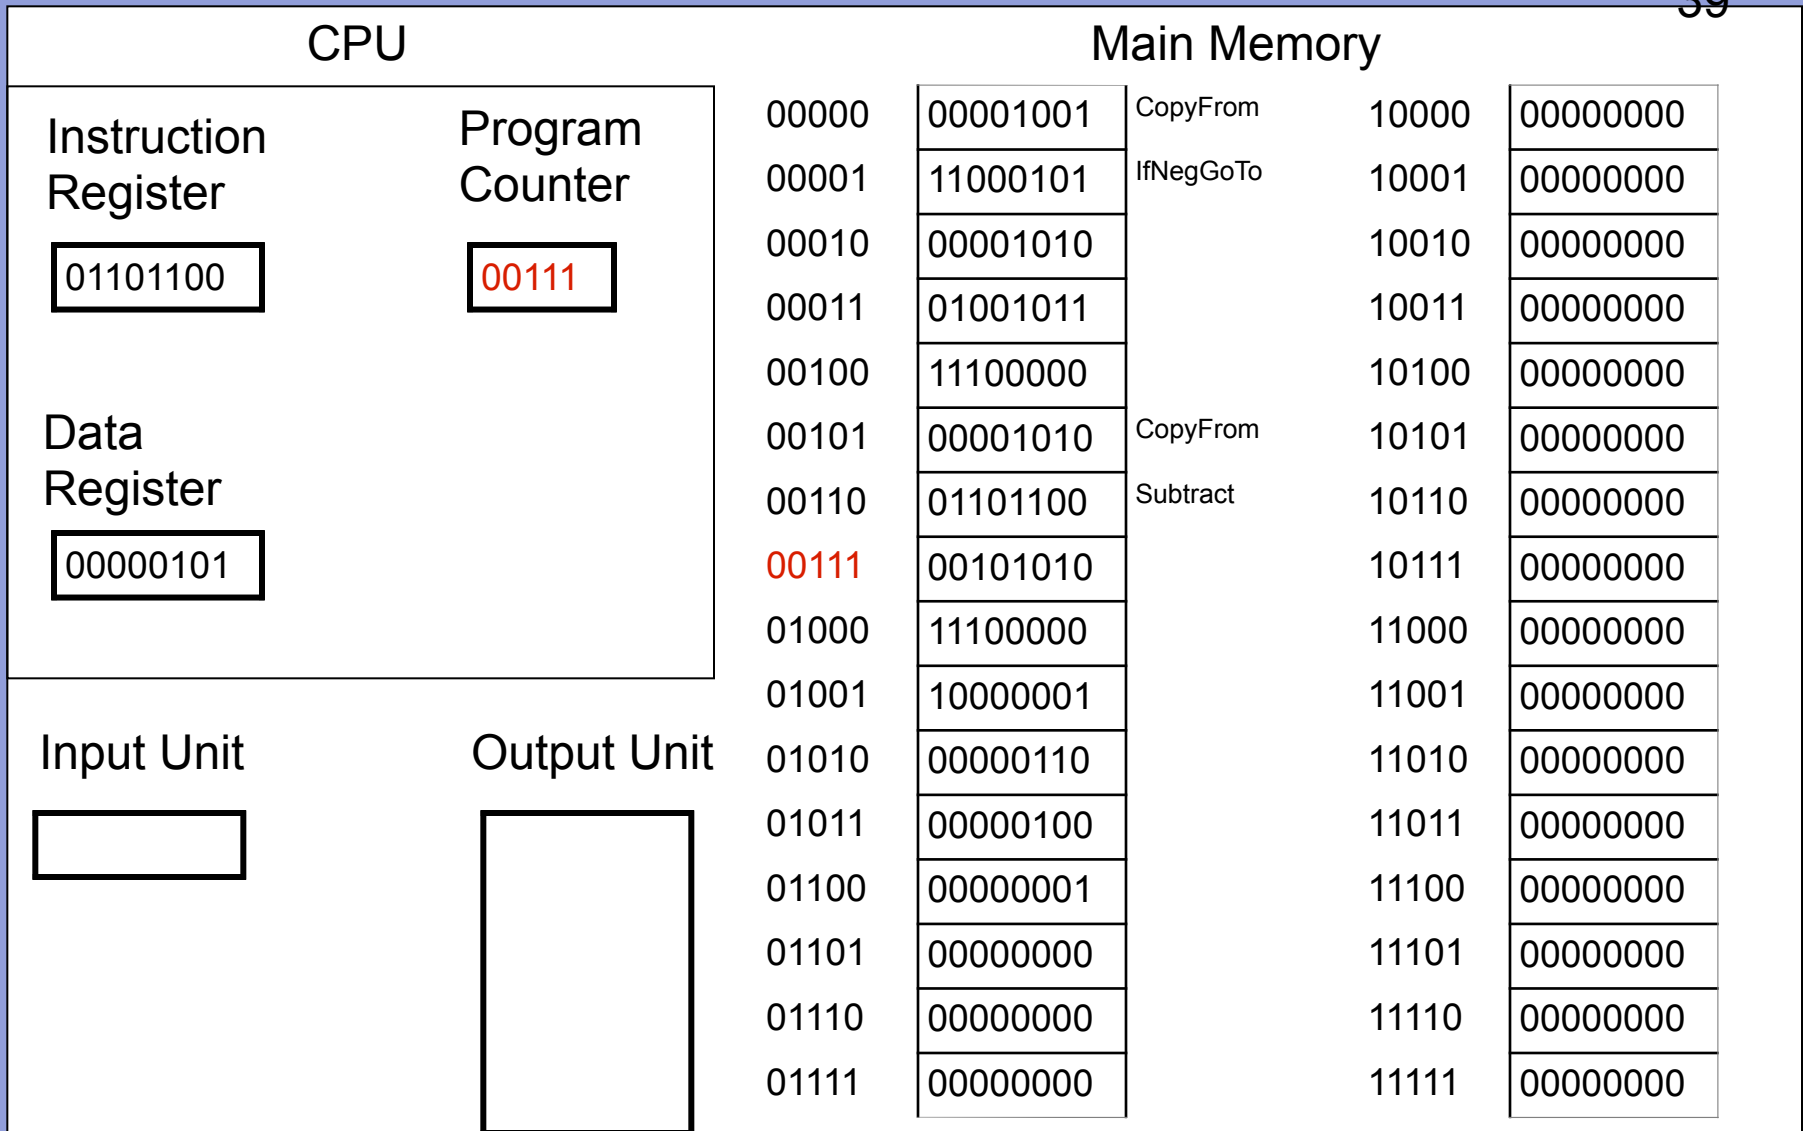 39
CPU
Main Memory
Instruction
Register
Program
Counter
01101100
00111
Data
Register
00000101
Input Unit
Output Unit
00000 00001001 CopyFrom 10000 00000000
00001 11000101 IfNegGoTo 10001 00000000
00010 00001010 10010 00000000
00011 01001011 10011 00000000
00100 11100000 10100 00000000
00101 00001010 CopyFrom 10101 00000000
00110 01101100 Subtract 10110 00000000
00111 00101010 10111 00000000
01000 11100000 11000 00000000
01001 10000001 11001 00000000
01010 00000110 11010 00000000
01011 00000100 11011 00000000
01100 00000001 11100 00000000
01101 00000000 11101 00000000
01110 00000000 11110 00000000
01111 00000000 11111 00000000